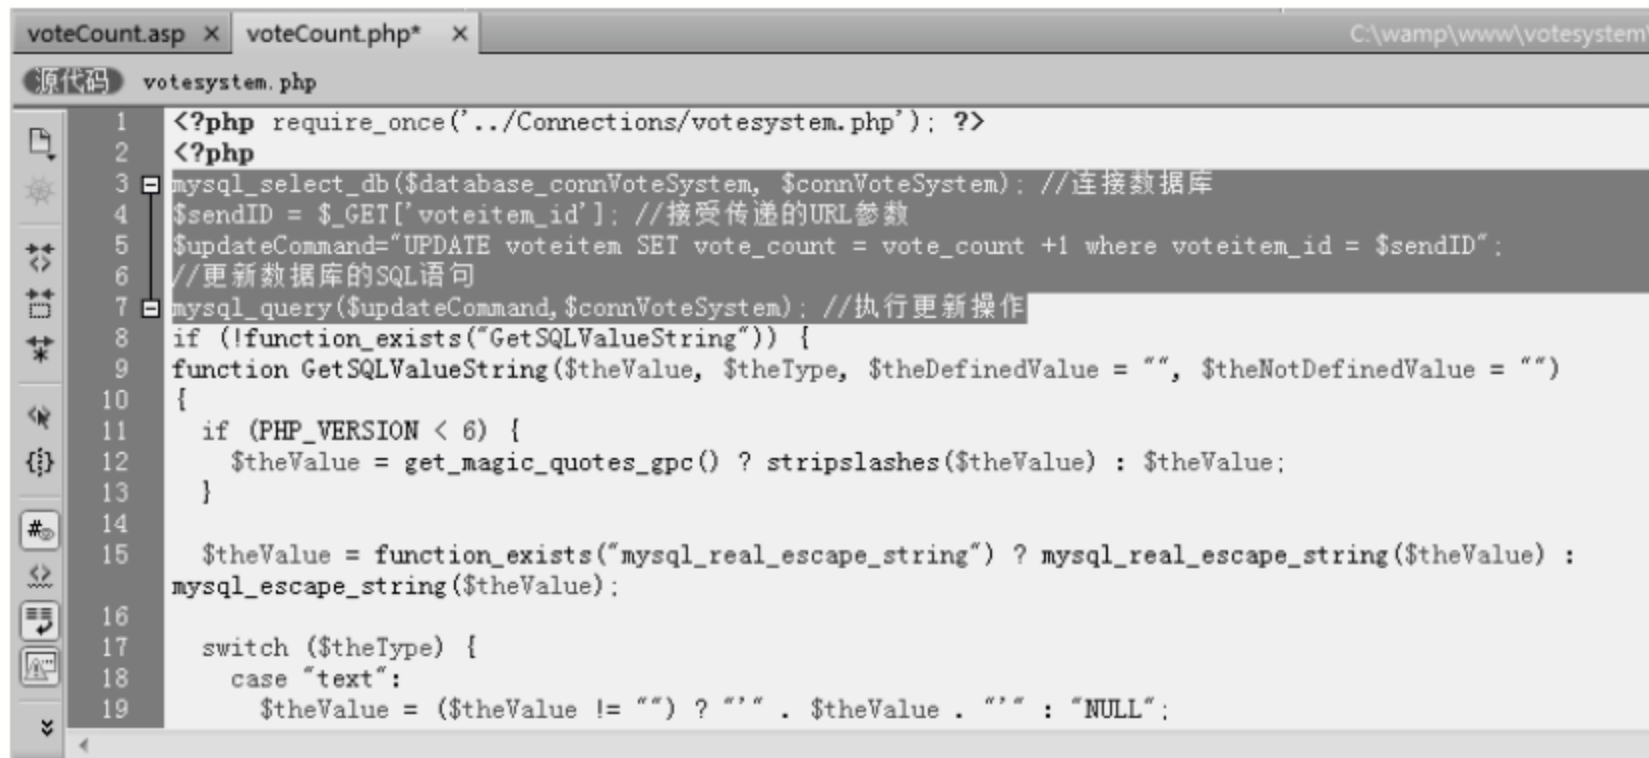 voteCount.asp × voteCount.php* × C:\wamp\www\votesystem\
源代码 votesystem.php
1 <?php require_once('../Connections/votesystem.php'); ?>
2 <?php
3 mysql_select_db($database_connVoteSystem, $connVoteSystem); //连接数据库
4 $sendID = $_GET['voteitem_id']; //接受传递的URL参数
5 $updateCommand="UPDATE voteitem SET vote_count = vote_count +1 where voteitem_id = $sendID";
6 //更新数据库的SQL语句
7 mysql_query($updateCommand,$connVoteSystem); //执行更新操作
8 if (!function_exists("GetSQLValueString")) {
9 function GetSQLValueString($theValue, $theType, $theDefinedValue = "", $theNotDefinedValue = "")
10 {
11 if (PHP_VERSION < 6) {
12 $theValue = get_magic_quotes_gpc() ? stripslashes($theValue) : $theValue;
13 }
14
15 $theValue = function_exists("mysql_real_escape_string") ? mysql_real_escape_string($theValue) :
mysql_escape_string($theValue);
16
17 switch ($theType) {
18 case "text":
19 $theValue = ($theValue != "") ? "'" . $theValue . "'" : "NULL";